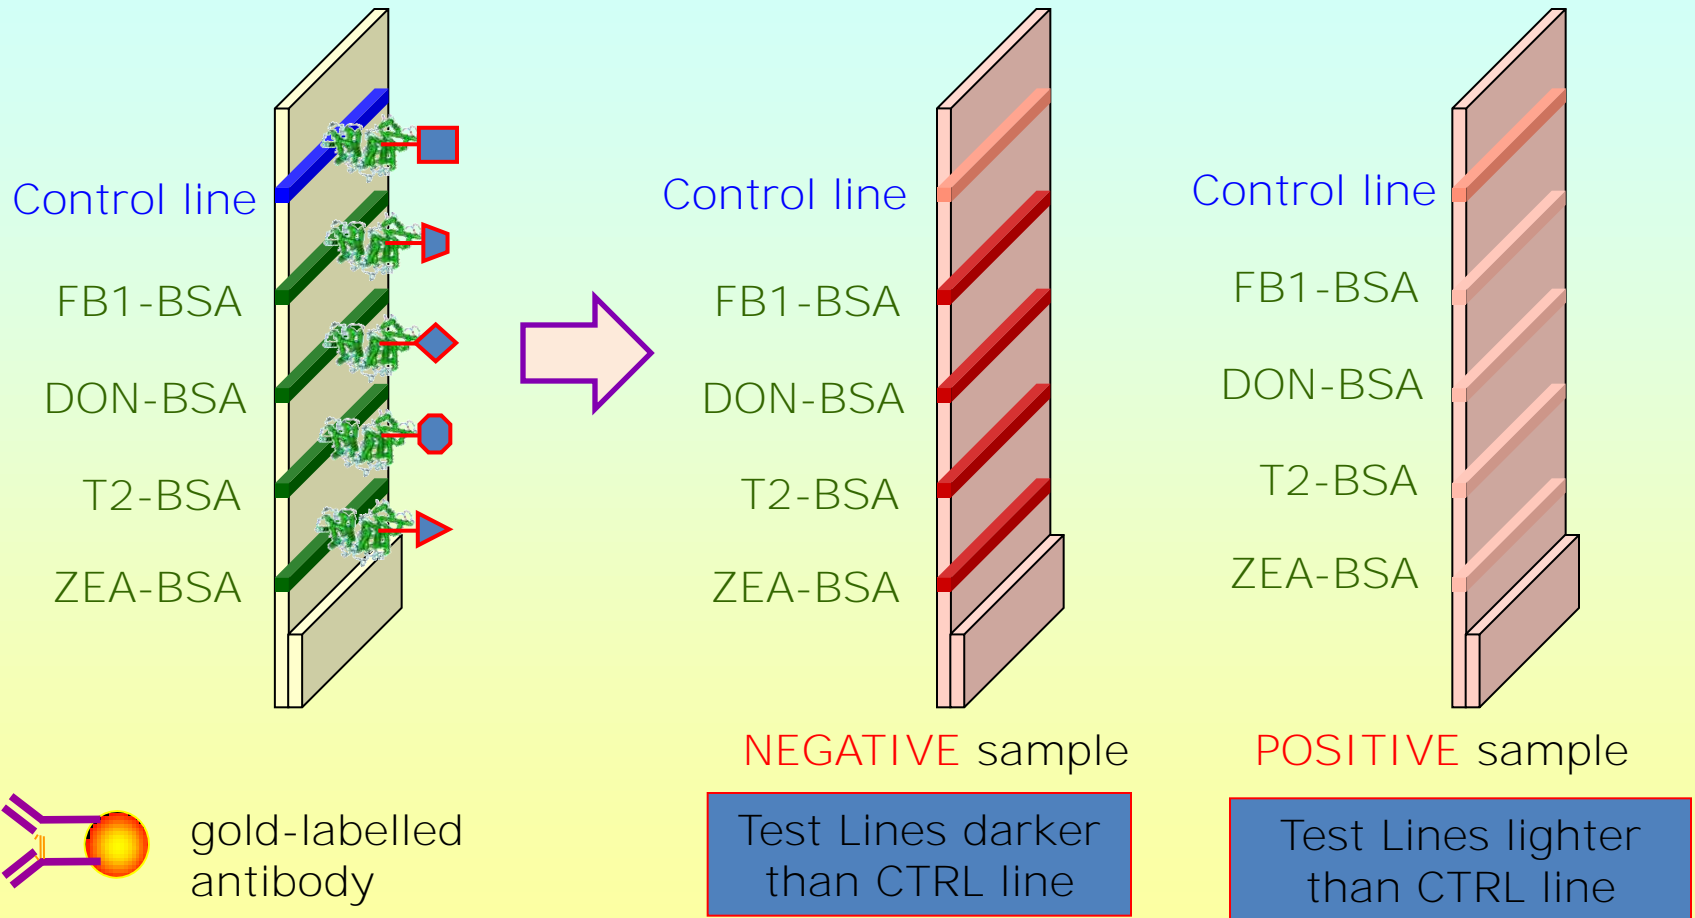 Control line
FB1-BSA
DON-BSA
T2-BSA
ZEA-BSA
Control line
FB1-BSA
DON-BSA
T2-BSA
ZEA-BSA
NEGATIVE sample
Test Lines darker
than CTRL line
Control line
FB1-BSA
DON-BSA
T2-BSA
ZEA-BSA
POSITIVE sample
Test Lines lighter
than CTRL line
gold-labelled
antibody